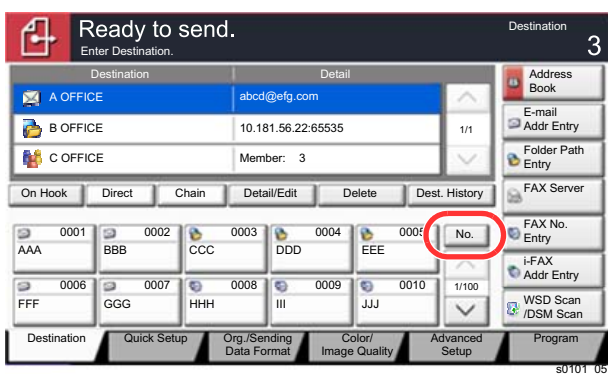 Ready to send.
Enter Destination.
Destination
3
Destination Detail
A OFFICE abcd@efg.com
B OFFICE 10.181.56.22:65535 1/1
C OFFICE Member: 3
On Hook Direct Chain Detail/Edit Delete Dest. History
0001 0002 0003 0004 0005 No.
AAA BBB CCC DDD EEE
0006 0007 0008 0009 0010 1/100
FFF GGG HHH III JJJ
Address
Book
E-mail
Addr Entry
Folder Path
Entry
FAX Server
FAX No.
Entry
i-FAX
Addr Entry
WSD Scan
/DSM Scan
Destination
Quick Setup
Org./Sending
Data Format
Color/
Image Quality
Advanced
Setup
Program
s0101_05